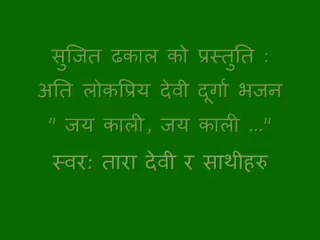 सुजित ढकाल को प्रस्तुति :
अति लोकप्रिय देवी दूर्गा भजन
" जय काली, जय काली ..."
स्वर: तारा देवी र साथीहरु